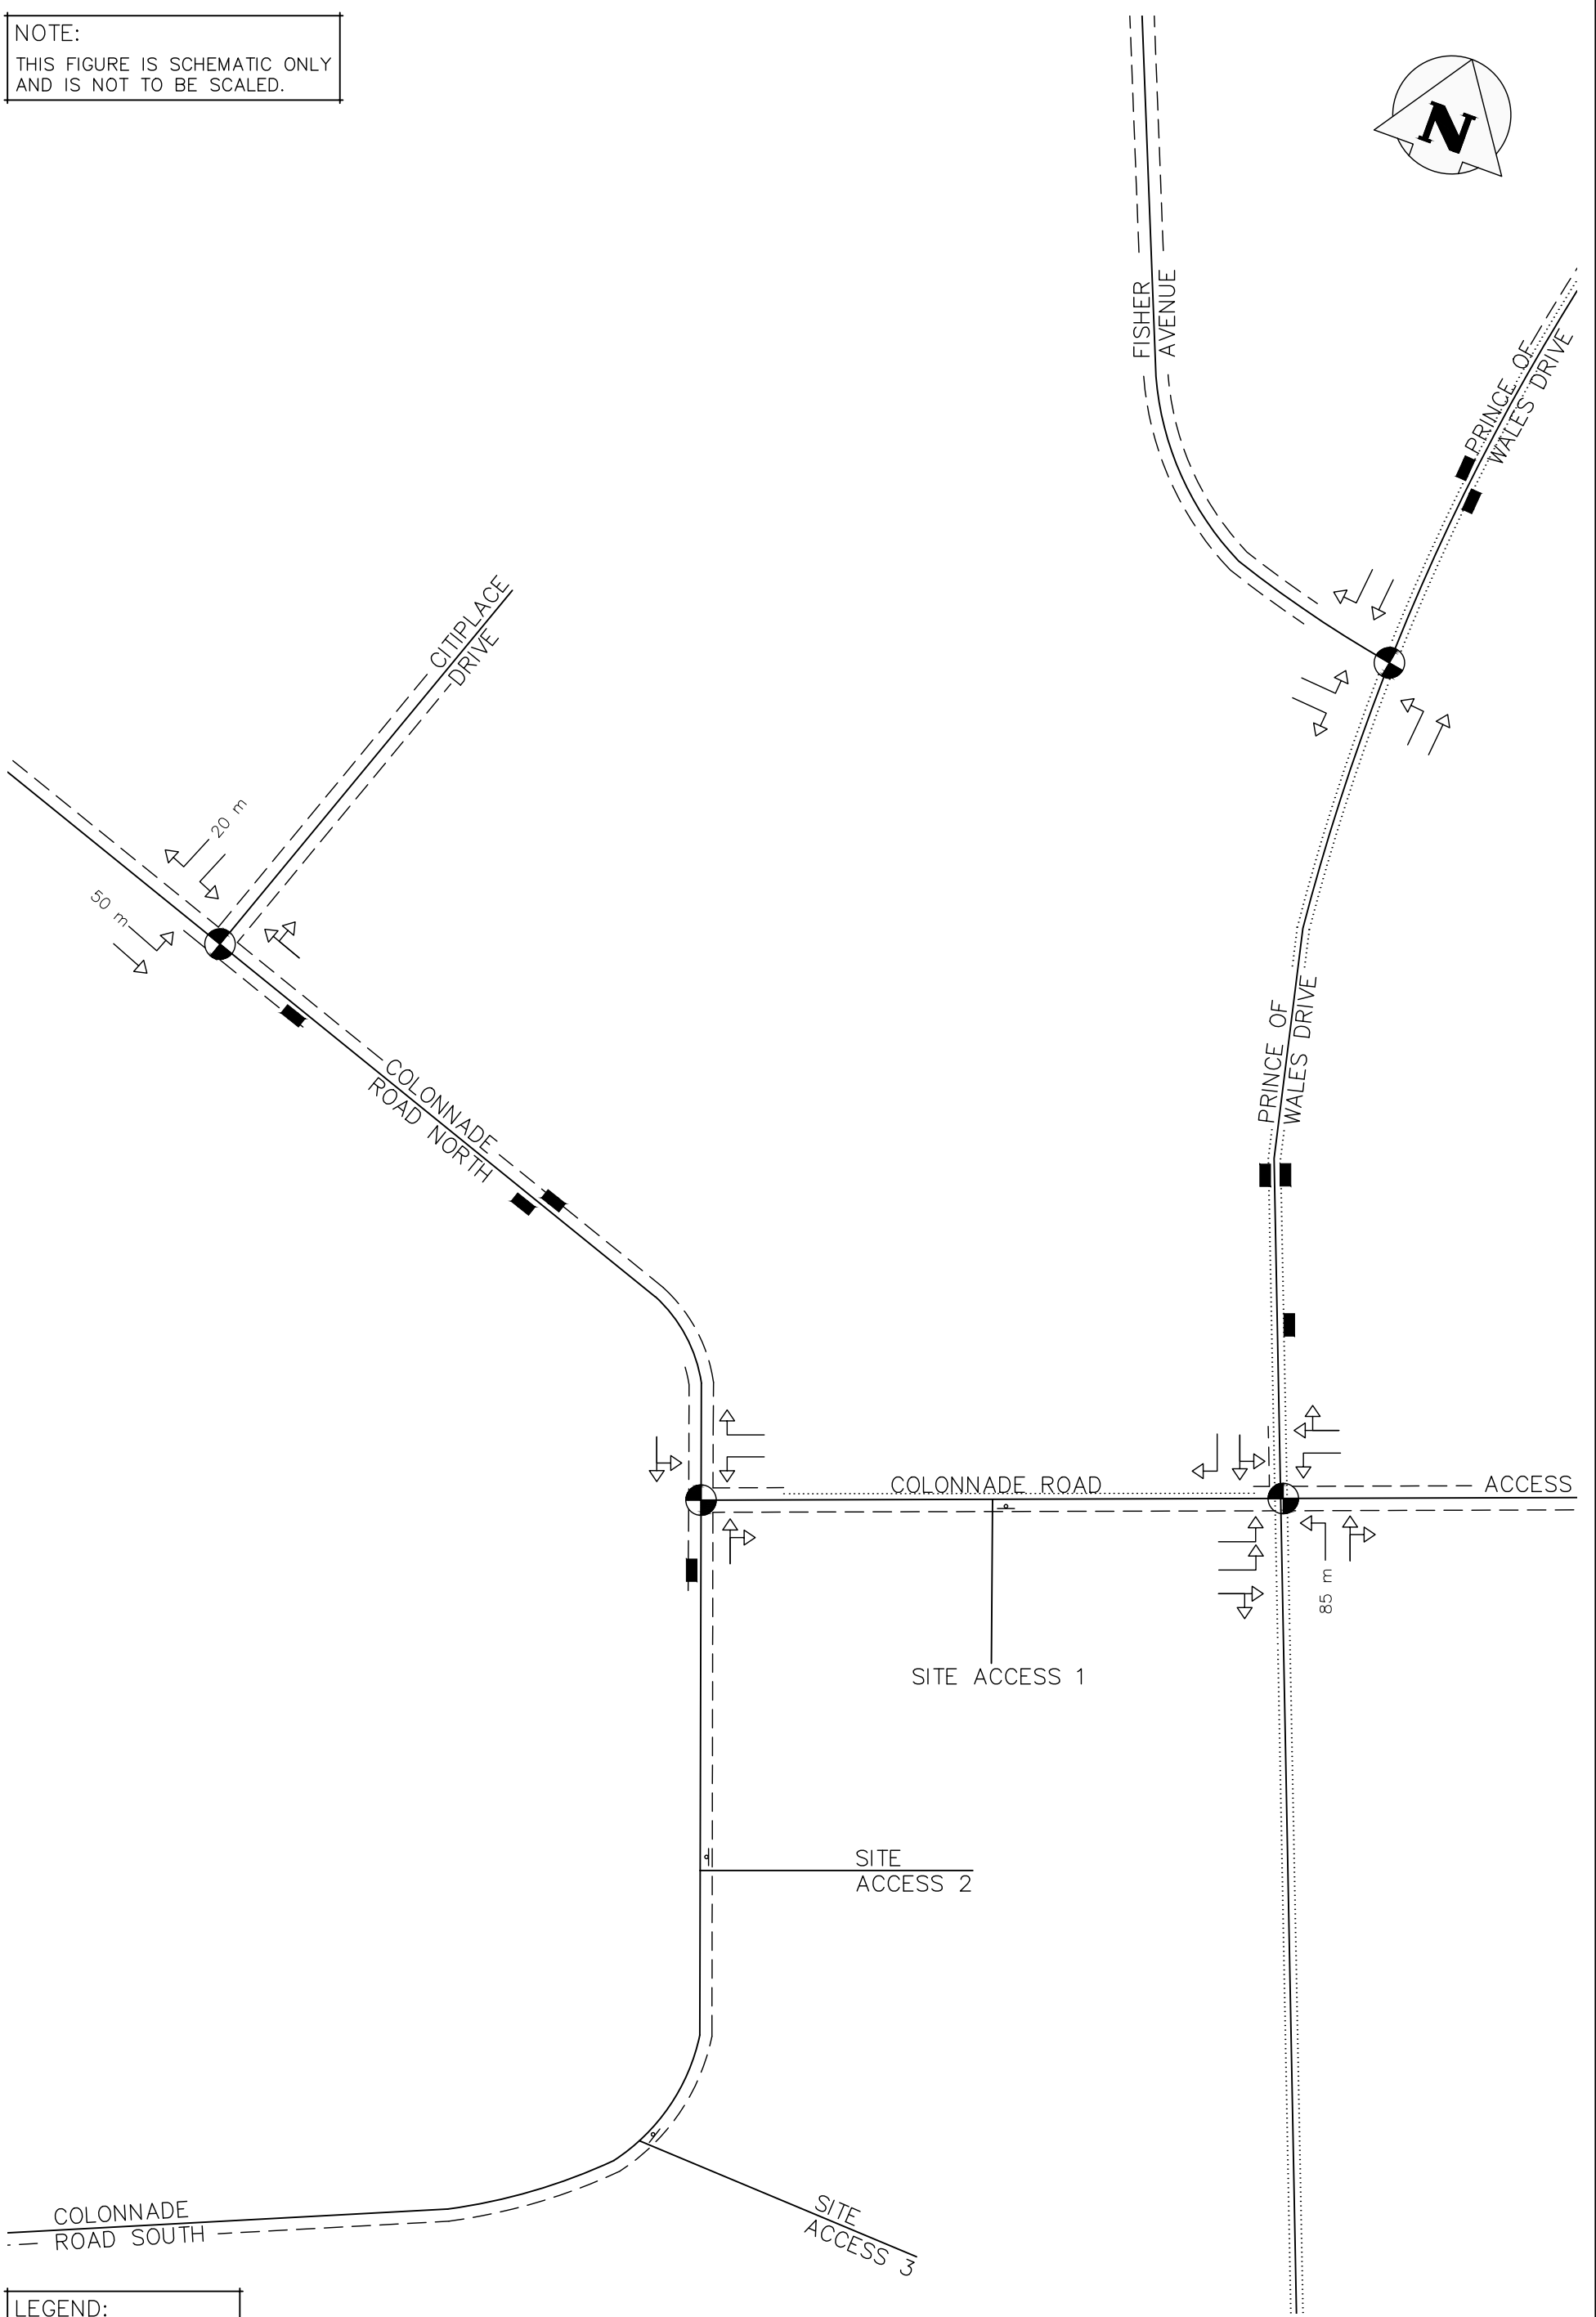 NOTE:
THIS FIGURE IS SCHEMATIC ONLY
AND IS NOT TO BE SCALED.
N
FISHER
AVENUE
PRINCE OF
WALES DRIVE
CITIPLACE
DRIVE
20 m
50 m
COLONNADE
ROAD NORTH
PRINCE OF
WALES DRIVE
COLONNADE ROAD
ACCESS
85 m
SITE ACCESS 1
SITE
ACCESS 2
SITE
ACCESS 3
COLONNADE
ROAD SOUTH
LEGEND: